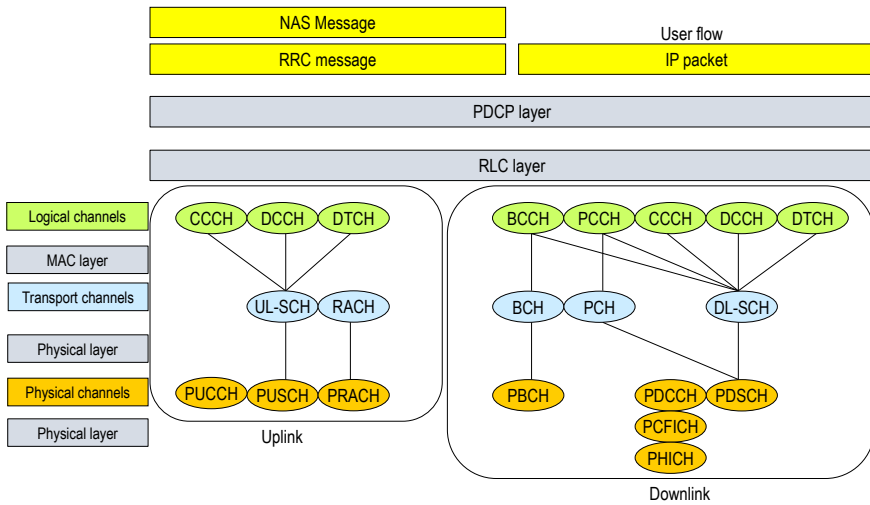 NAS Message
User flow
RRC message
IP packet
PDCP layer
RLC layer
Logical channels
CCCH DCCH DTCH
BCCH PCCH CCCH DCCH DTCH
MAC layer
Transport channels
UL-SCH RACH
BCH PCH DL-SCH
Physical layer
Physical channels
PUCCH PUSCH PRACH
PBCH PDCCH PDSCH
PCFICH
Physical layer
Uplink
PHICH
Downlink